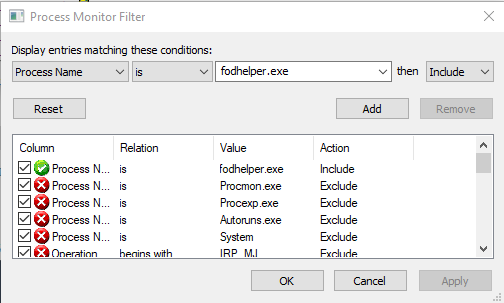 Process Monitor Filter
Display entries matching these conditions:
Process Name is fodhelper.exe then Include
Reset Add Remove
Column Relation Value Action
Process N... is fodhelper.exe Include
Process N... is Procmon.exe Exclude
Process N... is Procexp.exe Exclude
Process N... is Autoruns.exe Exclude
Process N... is System Exclude
Operation begins with IRP_MJ Exclude
OK Cancel Apply